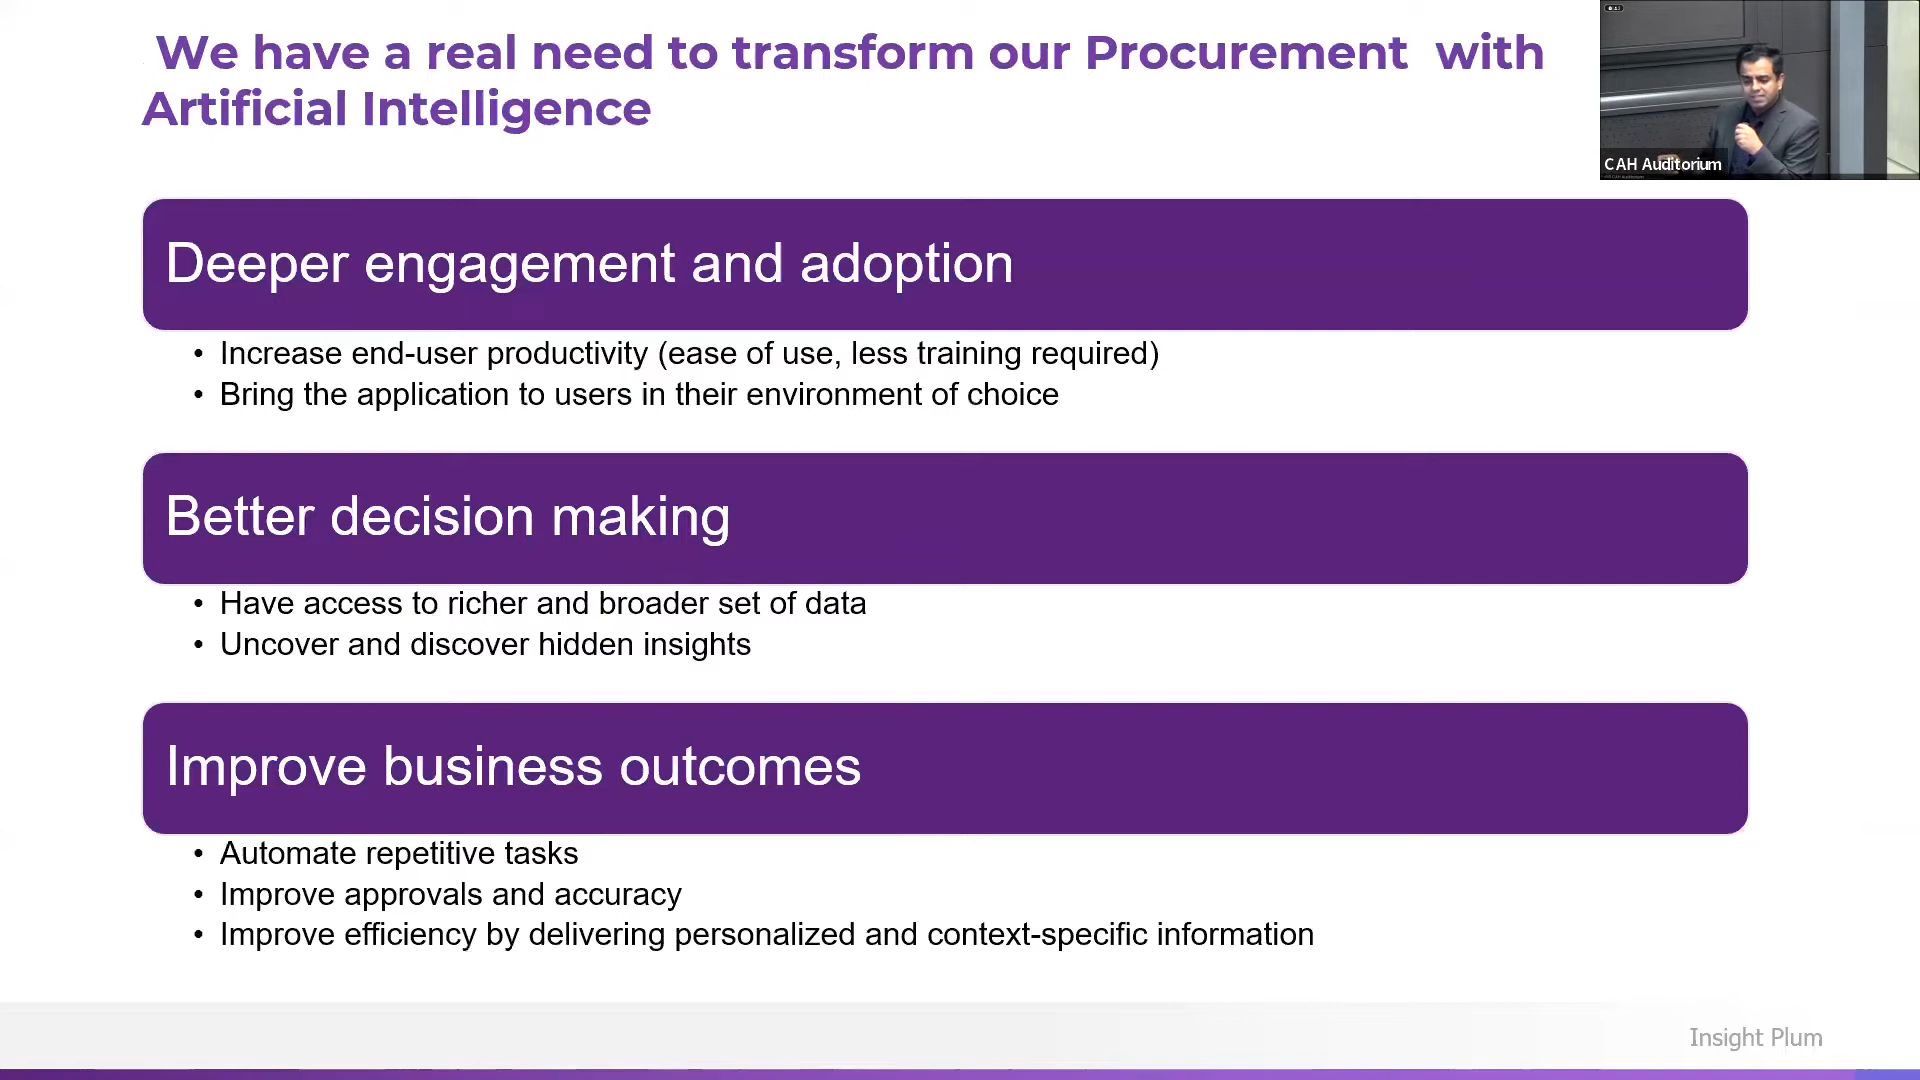 We have a real need to transform our Procurement with
Artificial Intelligence
CAH Auditorium
Deeper engagement and adoption
• Increase end-user productivity (ease of use, less training required)
• Bring the application to users in their environment of choice
Better decision making
• Have access to richer and broader set of data
• Uncover and discover hidden insights
Improve business outcomes
• Automate repetitive tasks
• Improve approvals and accuracy
• Improve efficiency by delivering personalized and context-specific information
Insight Plum